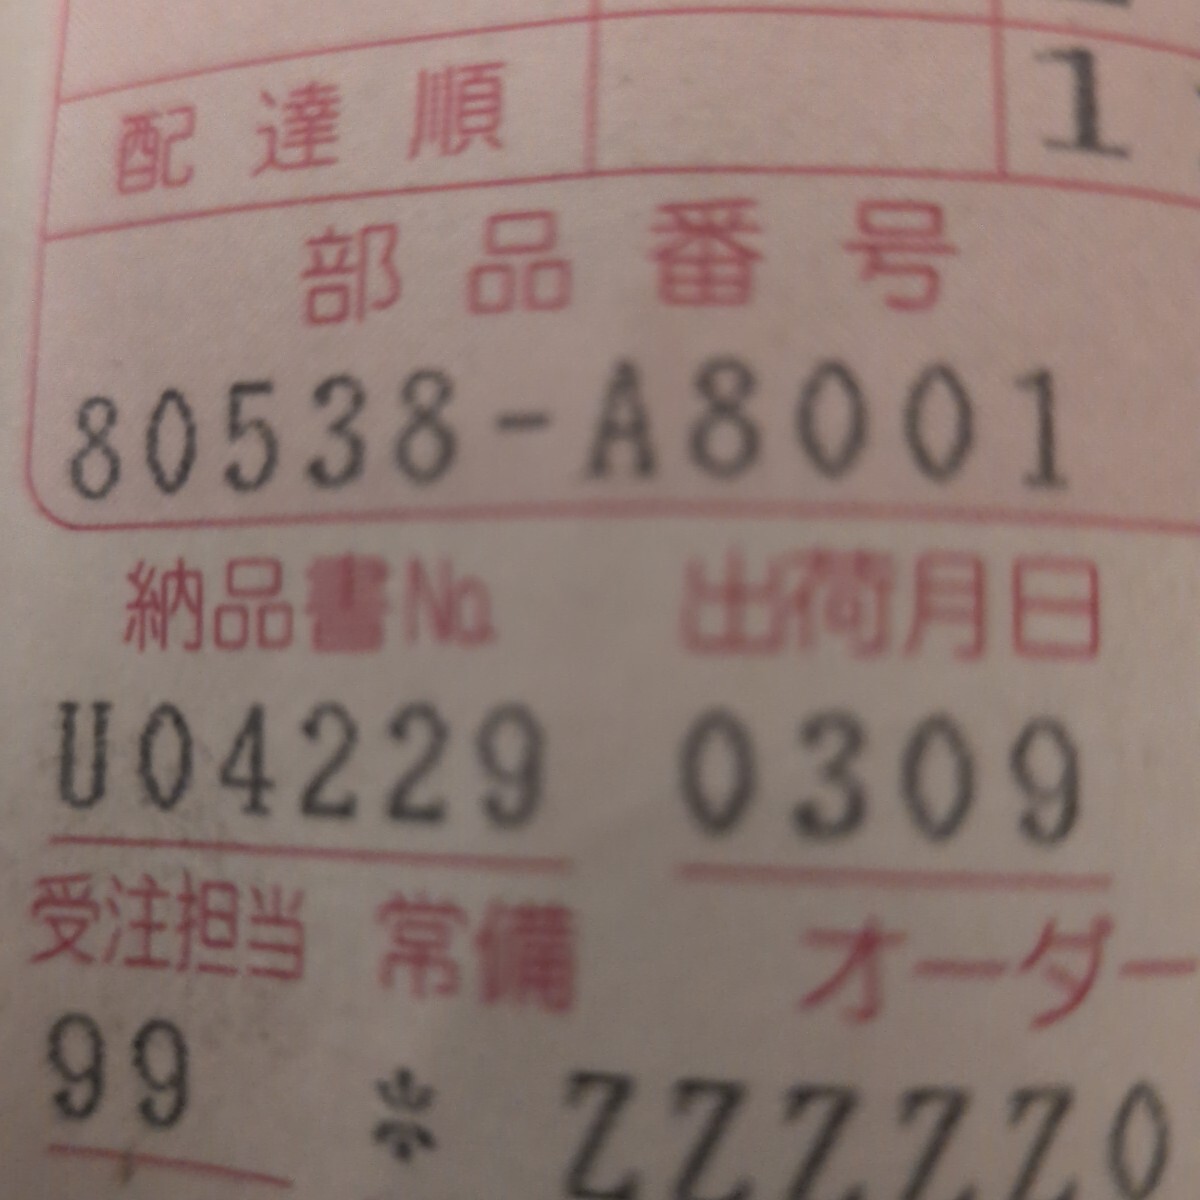 配達順 1
部品番号
80538-A8001
納品書No. 出荷月日
U04229 0309
受注担当 常備 オーダー
99 * ZZZZZ0